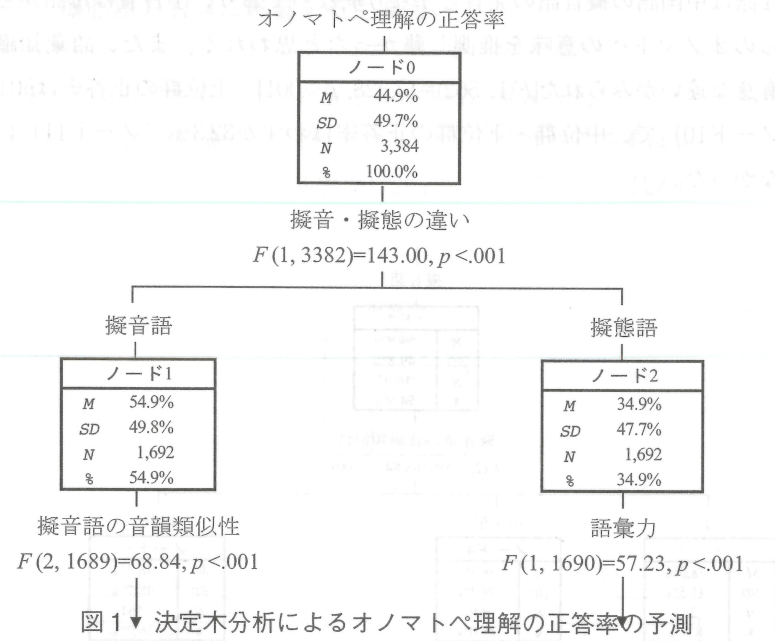 オノマトペ理解の正答率
ノード0
M 44.9%
SD 49.7%
N 3,384
% 100.0%
擬音・擬態の違い
F (1, 3382)=143.00, p <.001
擬音語
ノード1
M 54.9%
SD 49.8%
N 1,692
% 54.9%
擬音語の音韻類似性
F (2, 1689)=68.84, p <.001
擬態語
ノード2
M 34.9%
SD 47.7%
N 1,692
% 34.9%
語彙力
F (1, 1690)=57.23, p <.001
図1 決定木分析によるオノマトペ理解の正答率の予測